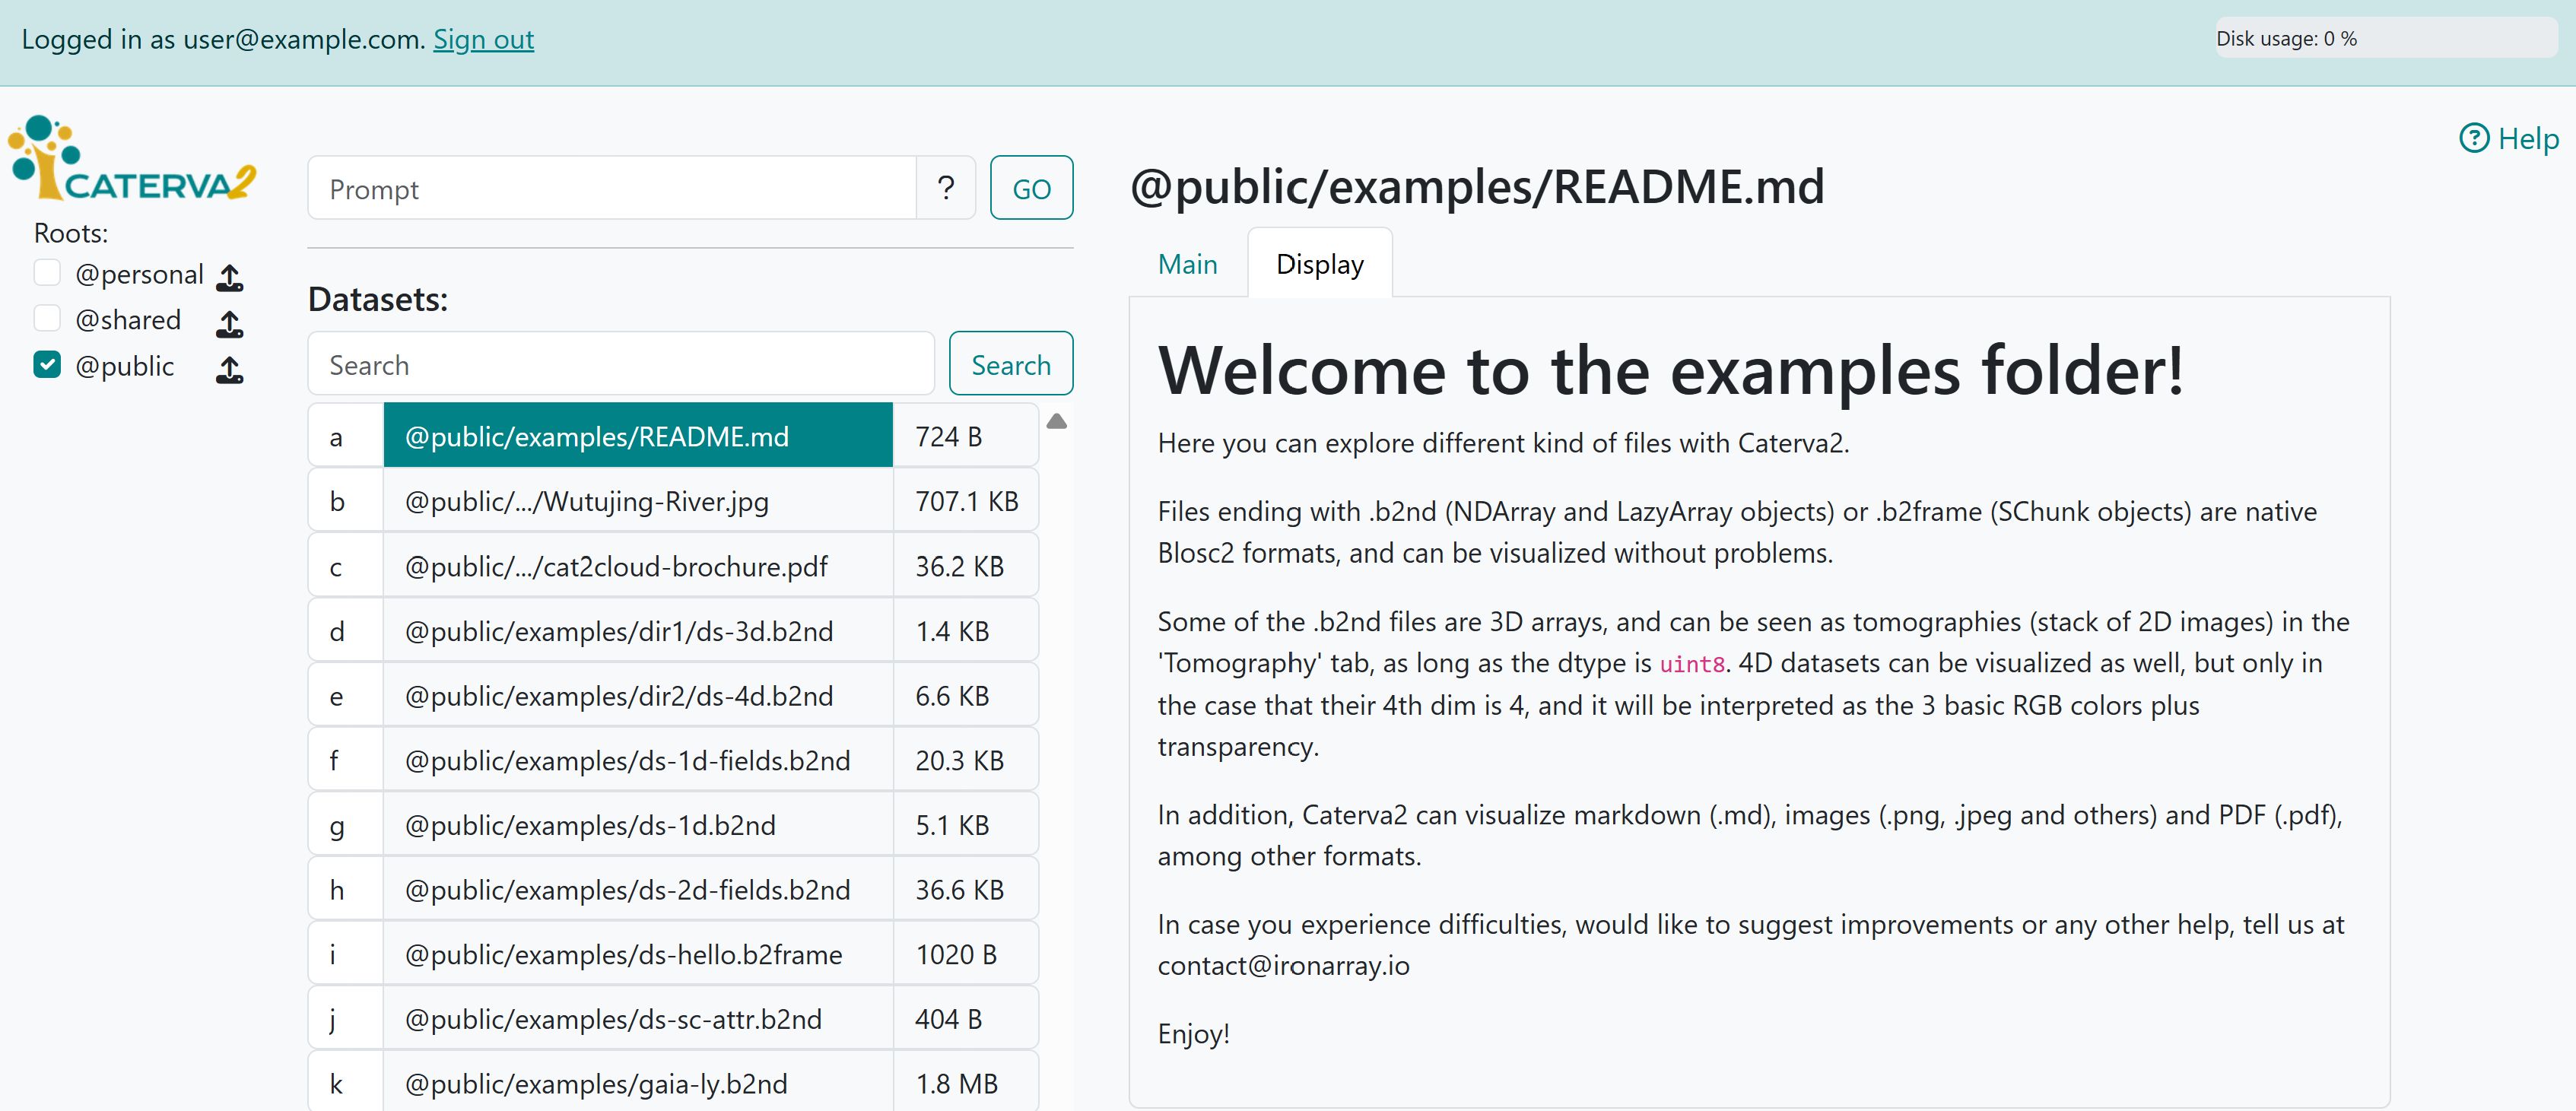 Logged in as user@example.com. Sign out
Disk usage: 0 %
CATERVA2
Help
Roots:
@personal
@shared
@public
Prompt
?
GO
Datasets:
Search
Search
a @public/examples/README.md 724 B
b @public/.../Wutujing-River.jpg 707.1 KB
c @public/.../cat2cloud-brochure.pdf 36.2 KB
d @public/examples/dir1/ds-3d.b2nd 1.4 KB
e @public/examples/dir2/ds-4d.b2nd 6.6 KB
f @public/examples/ds-1d-fields.b2nd 20.3 KB
g @public/examples/ds-1d.b2nd 5.1 KB
h @public/examples/ds-2d-fields.b2nd 36.6 KB
i @public/examples/ds-hello.b2frame 1020 B
j @public/examples/ds-sc-attr.b2nd 404 B
k @public/examples/gaia-ly.b2nd 1.8 MB
@public/examples/README.md
Main
Display
Welcome to the examples folder!
Here you can explore different kind of files with Caterva2.
Files ending with .b2nd (NDArray and LazyArray objects) or .b2frame (SChunk objects) are native
Blosc2 formats, and can be visualized without problems.
Some of the .b2nd files are 3D arrays, and can be seen as tomographies (stack of 2D images) in the
'Tomography' tab, as long as the dtype is uint8. 4D datasets can be visualized as well, but only in
the case that their 4th dim is 4, and it will be interpreted as the 3 basic RGB colors plus
transparency.
In addition, Caterva2 can visualize markdown (.md), images (.png, .jpeg and others) and PDF (.pdf),
among other formats.
In case you experience difficulties, would like to suggest improvements or any other help, tell us at
contact@ironarray.io
Enjoy!